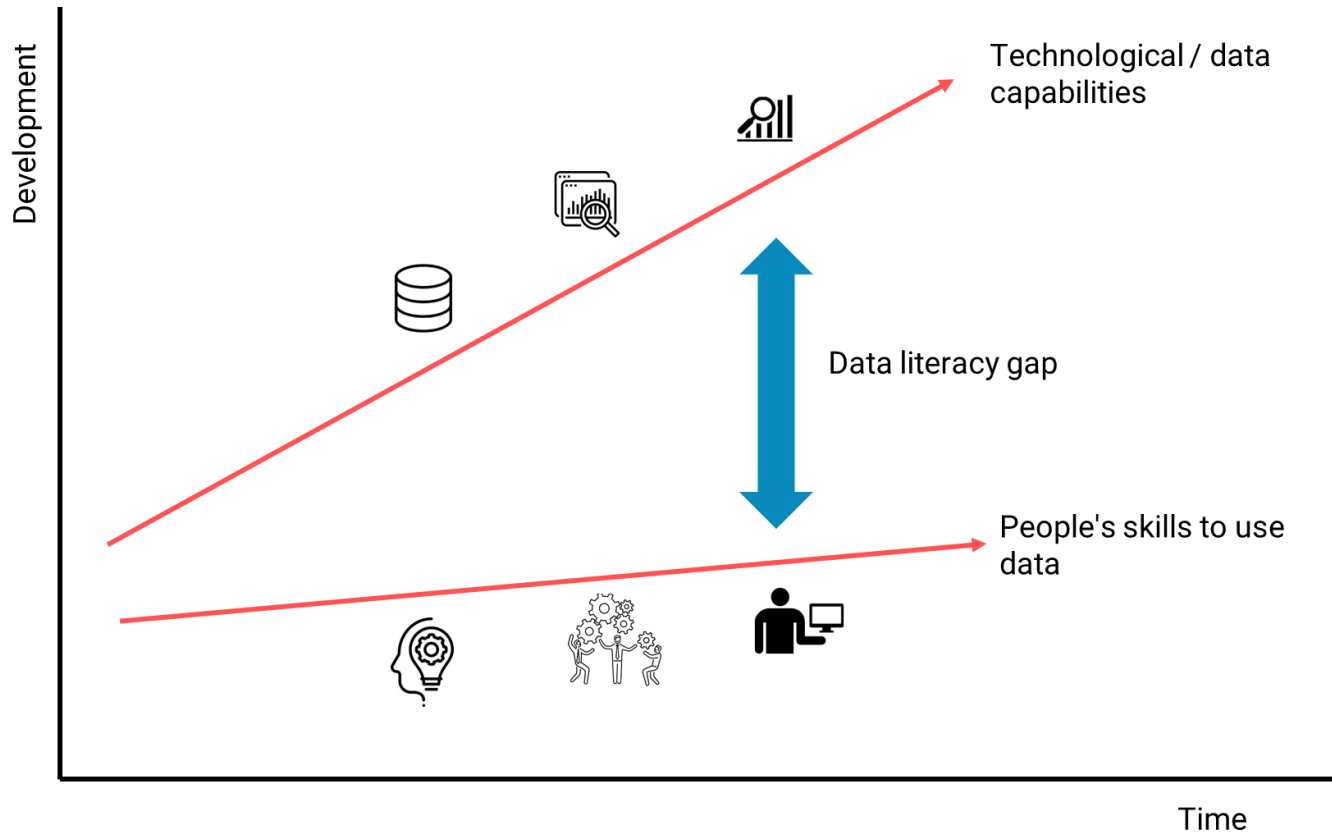 Development
Technological / data
capabilities
Data literacy gap
People's skills to use
data
Time